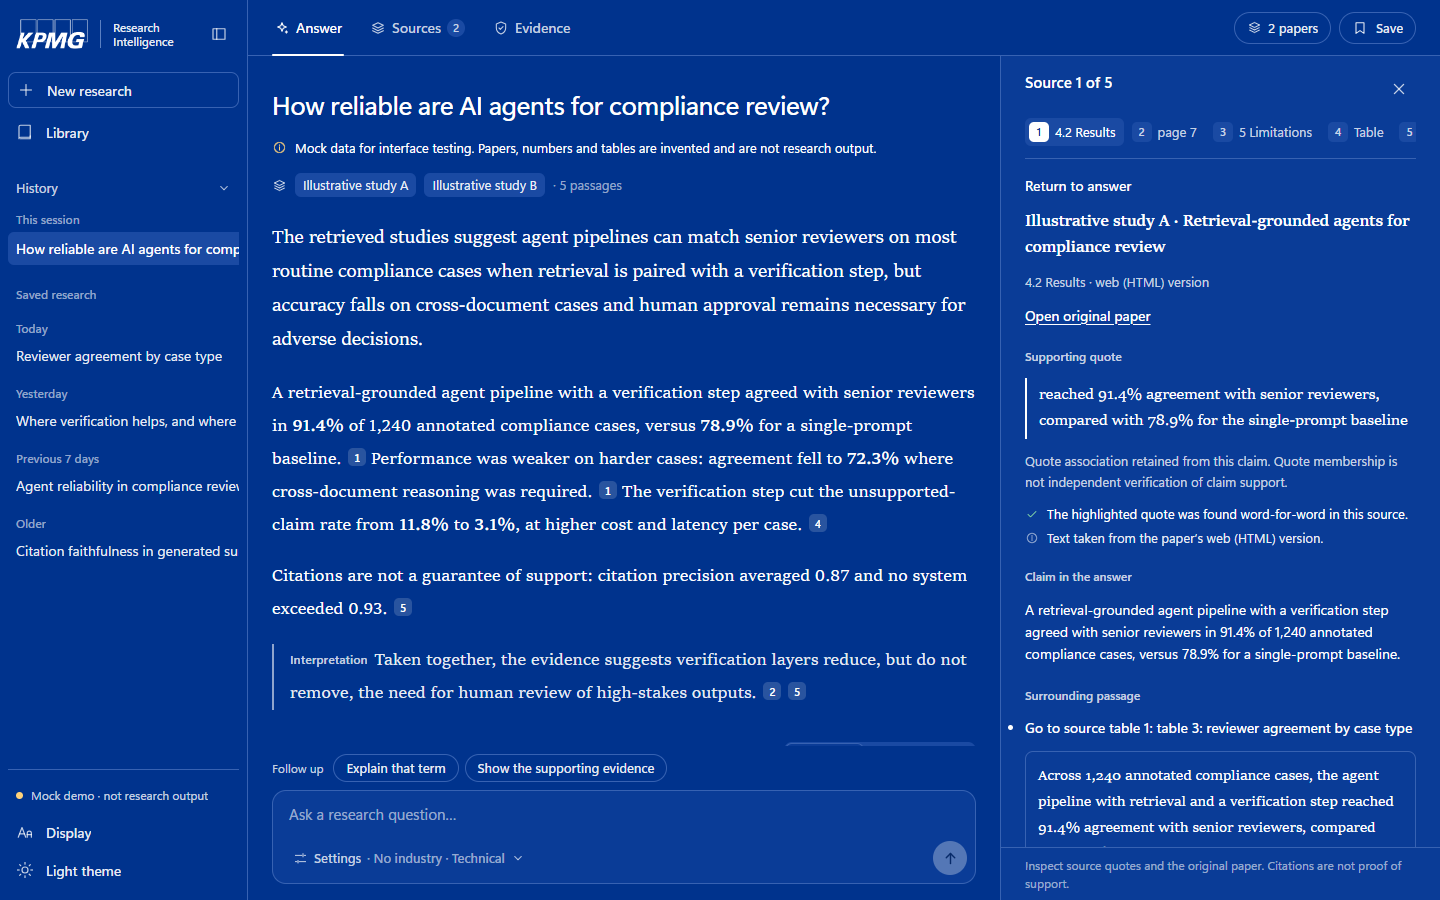 KPMG
Research
Intelligence
New research
Library
History
This session
How reliable are AI agents for comp
Saved research
Today
Reviewer agreement by case type
Yesterday
Where verification helps, and where
Previous 7 days
Agent reliability in compliance review
Older
Citation faithfulness in generated su
Mock demo · not research output
Display
Light theme
Answer
Sources 2
Evidence
2 papers
Save
How reliable are AI agents for compliance review?
Mock data for interface testing. Papers, numbers and tables are invented and are not research output.
Illustrative study A Illustrative study B · 5 passages
The retrieved studies suggest agent pipelines can match senior reviewers on most
routine compliance cases when retrieval is paired with a verification step, but
accuracy falls on cross-document cases and human approval remains necessary for
adverse decisions.
A retrieval-grounded agent pipeline with a verification step agreed with senior reviewers
in 91.4% of 1,240 annotated compliance cases, versus 78.9% for a single-prompt
baseline. 1 Performance was weaker on harder cases: agreement fell to 72.3% where
cross-document reasoning was required. 1 The verification step cut the unsupported-
claim rate from 11.8% to 3.1%, at higher cost and latency per case. 4
Citations are not a guarantee of support: citation precision averaged 0.87 and no system
exceeded 0.93. 5
Interpretation Taken together, the evidence suggests verification layers reduce, but do not
remove, the need for human review of high-stakes outputs. 2 5
Follow up Explain that term Show the supporting evidence
Ask a research question...
Settings · No industry · Technical
Source 1 of 5
1 4.2 Results 2 page 7 3 5 Limitations 4 Table 5
Return to answer
Illustrative study A · Retrieval-grounded agents for
compliance review
4.2 Results · web (HTML) version
Open original paper
Supporting quote
reached 91.4% agreement with senior reviewers,
compared with 78.9% for the single-prompt baseline
Quote association retained from this claim. Quote membership is
not independent verification of claim support.
The highlighted quote was found word-for-word in this source.
Text taken from the paper's web (HTML) version.
Claim in the answer
A retrieval-grounded agent pipeline with a verification step
agreed with senior reviewers in 91.4% of 1,240 annotated
compliance cases, versus 78.9% for a single-prompt baseline.
Surrounding passage
Go to source table 1: table 3: reviewer agreement by case type
Across 1,240 annotated compliance cases, the agent
pipeline with retrieval and a verification step reached
91.4% agreement with senior reviewers, compared
Inspect source quotes and the original paper. Citations are not proof of
support.